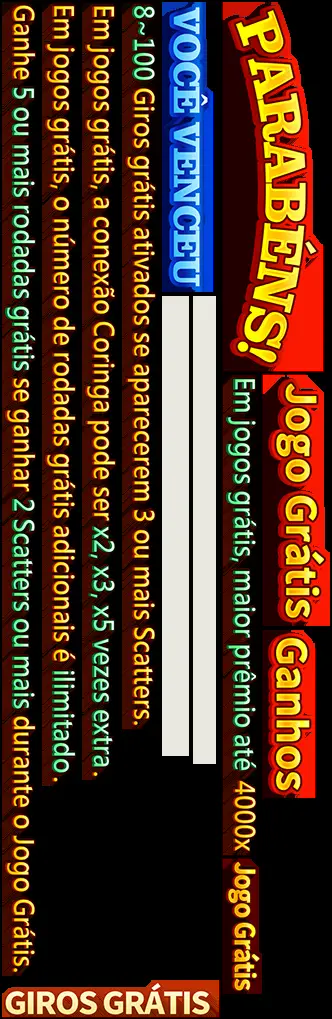 PARABÉNS!
Jogo Grátis
Ganhos
Em jogos grátis, maior prêmio até 4000x
Jogo Grátis
VOCÊ VENCEU
8~100 Giros grátis ativados se aparecerem 3 ou mais Scatters.
Em jogos grátis, a conexão Coringa pode ser x2, x3, x5 vezes extra.
Em jogos grátis, o número de rodadas grátis adicionais é ilimitado.
Ganhe 5 ou mais rodadas grátis se ganhar 2 Scatters ou mais durante o Jogo Grátis.
GIROS GRÁTIS